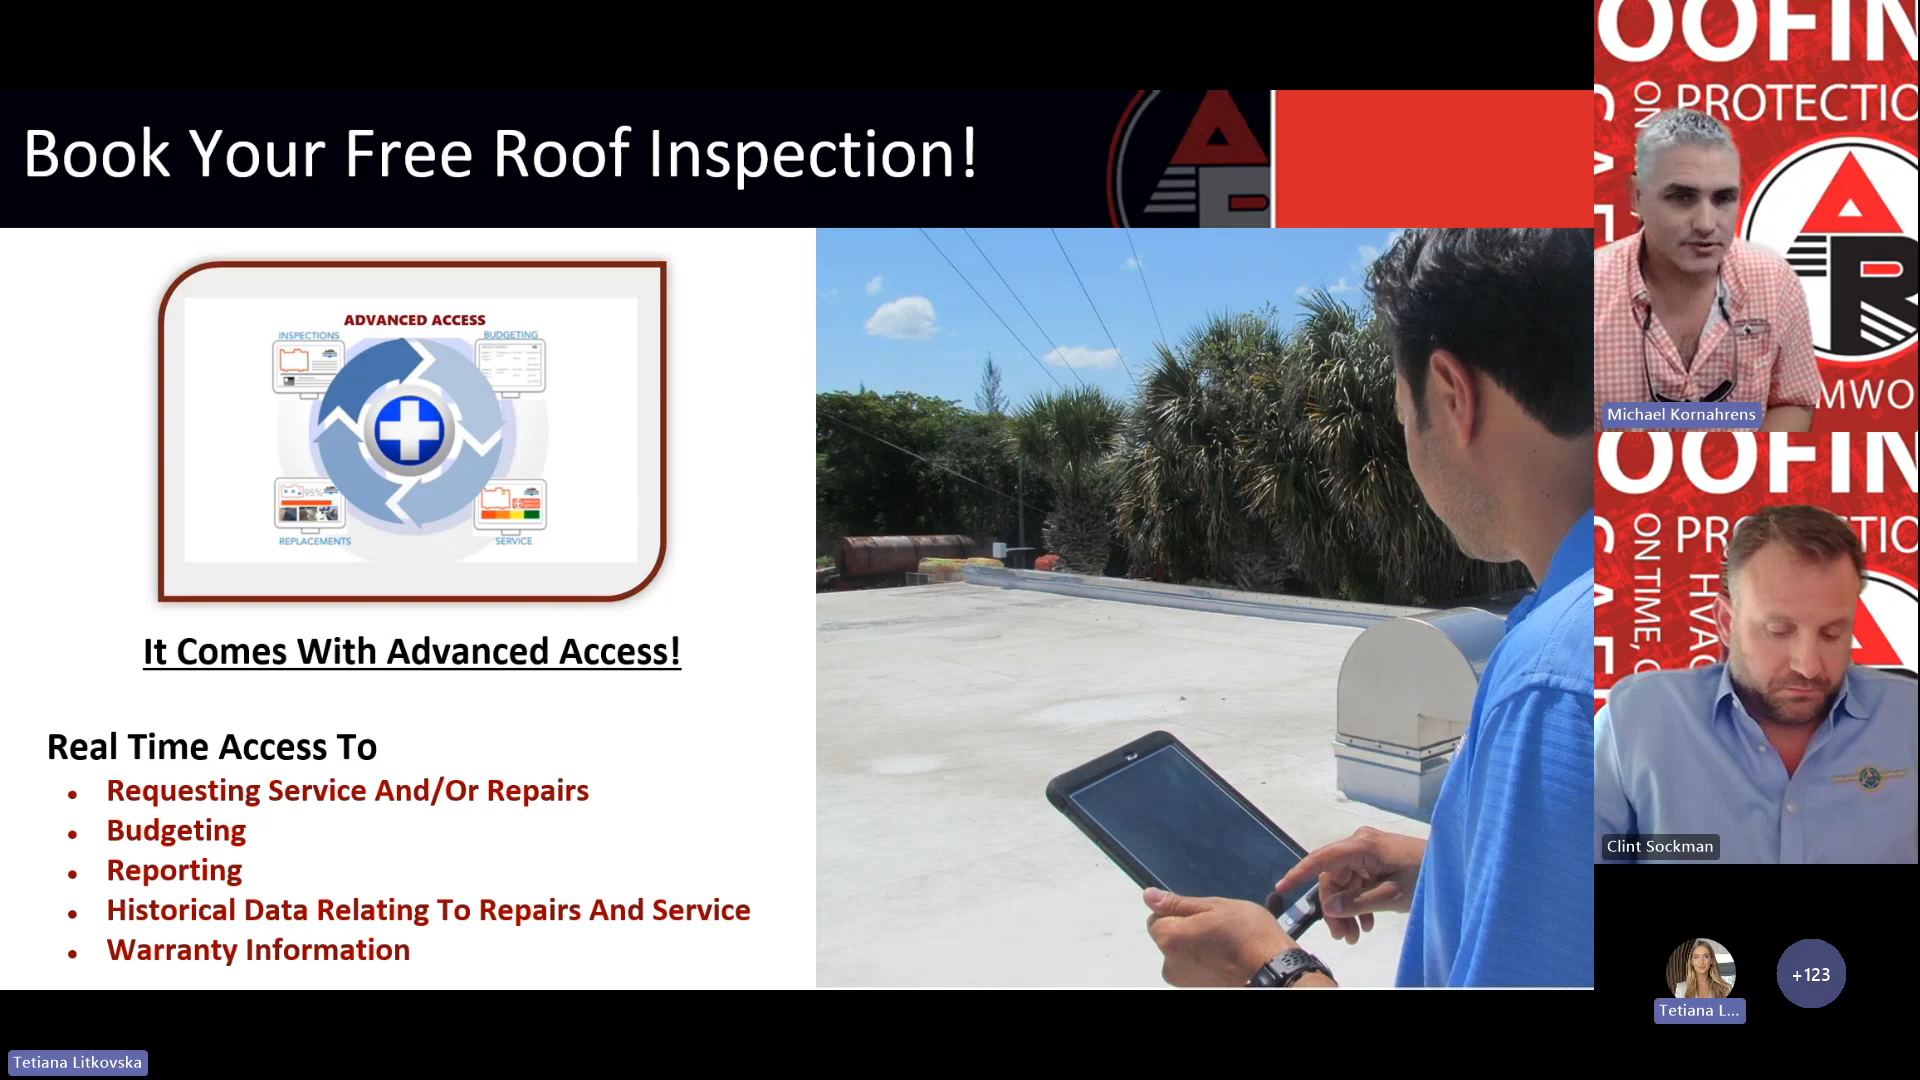 Book Your Free Roof Inspection!
ADVANCED ACCESS
INSPECTIONS
BUDGETING
95%
REPLACEMENTS
SERVICE
It Comes With Advanced Access!
Real Time Access To
• Requesting Service And/Or Repairs
• Budgeting
• Reporting
• Historical Data Relating To Repairs And Service
• Warranty Information
OOFIN
ON
PROTECTIO
MWO
Michael Kornahrens
OOFIN
ON TIME, O
HVAC
Clint Sockman
Tetiana L...
+123
Tetiana Litkovska